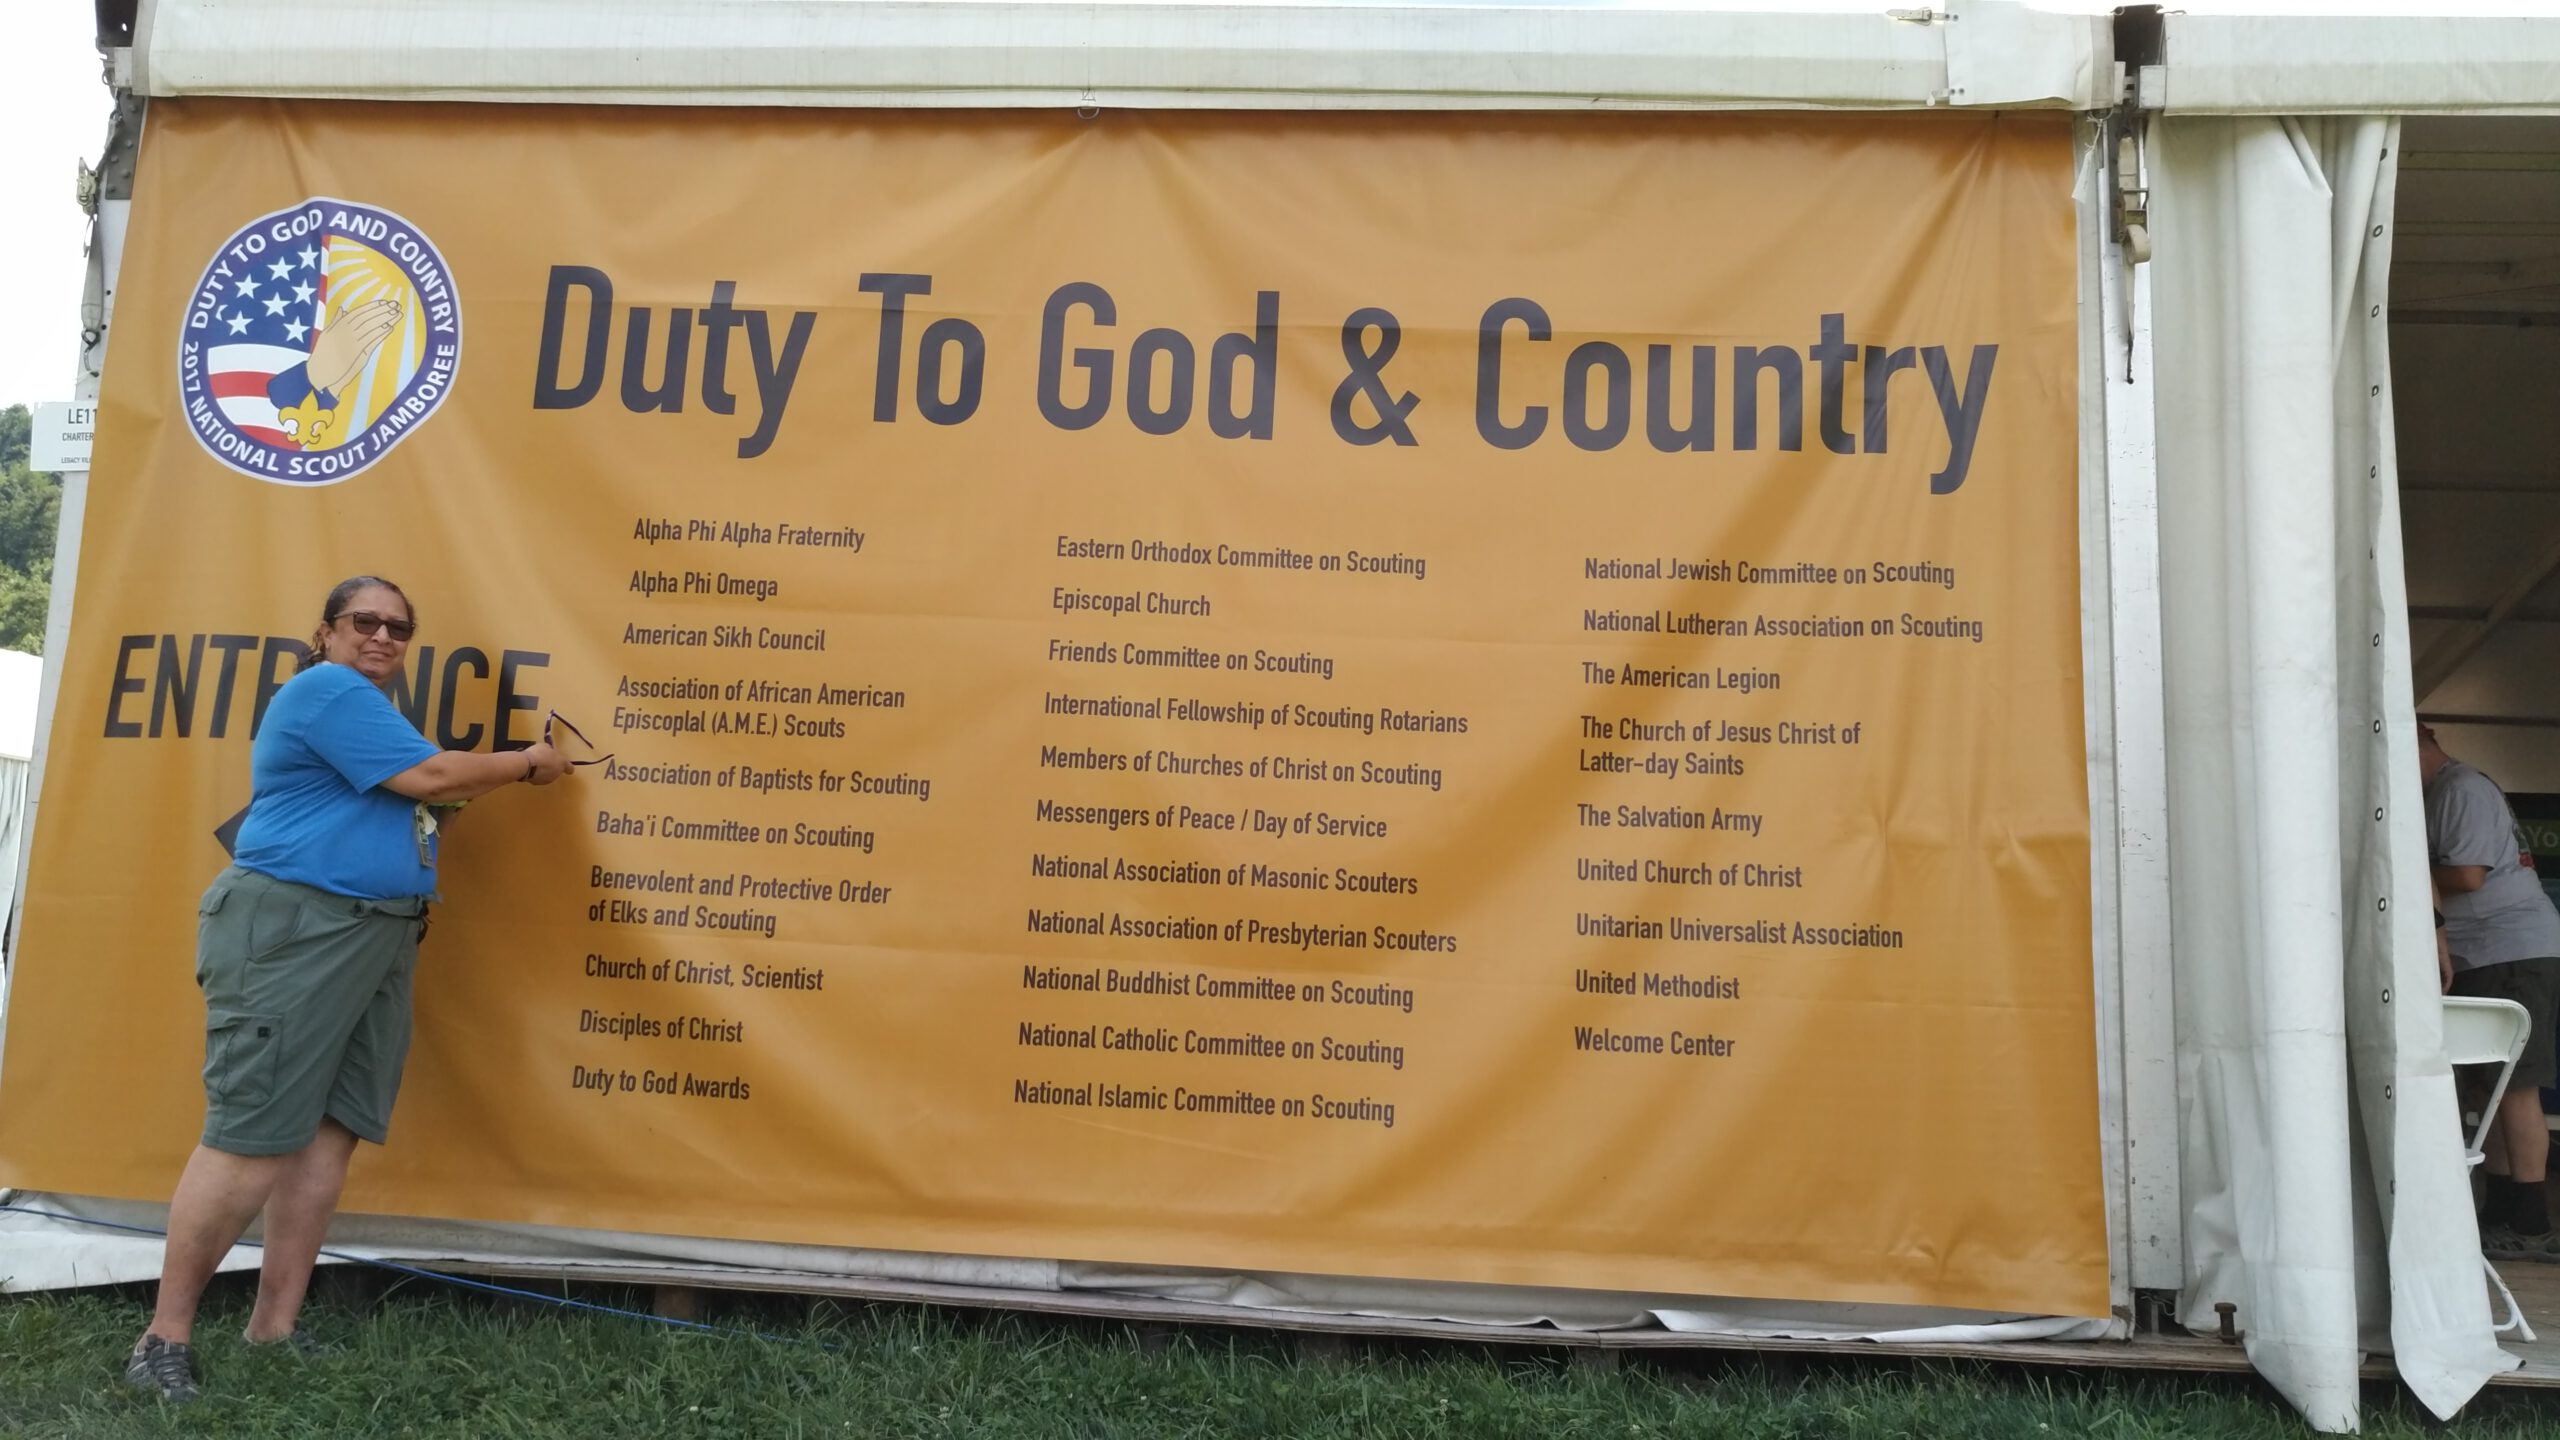 DUTY TO GOD AND COUNTRY
2017 NATIONAL SCOUT JAMBOREE
Duty To God & Country
LE11
CHARTER
ENTR NCE
Alpha Phi Alpha Fraternity
Alpha Phi Omega
American Sikh Council
Association of African American
Episcoplal (A.M.E.) Scouts
Association of Baptists for Scouting
Baha'i Committee on Scouting
Benevolent and Protective Order
of Elks and Scouting
Church of Christ, Scientist
Disciples of Christ
Duty to God Awards
Eastern Orthodox Committee on Scouting
Episcopal Church
Friends Committee on Scouting
International Fellowship of Scouting Rotarians
Members of Churches of Christ on Scouting
Messengers of Peace / Day of Service
National Association of Masonic Scouters
National Association of Presbyterian Scouters
National Buddhist Committee on Scouting
National Catholic Committee on Scouting
National Islamic Committee on Scouting
National Jewish Committee on Scouting
National Lutheran Association on Scouting
The American Legion
The Church of Jesus Christ of
Latter-day Saints
The Salvation Army
United Church of Christ
Unitarian Universalist Association
United Methodist
Welcome Center